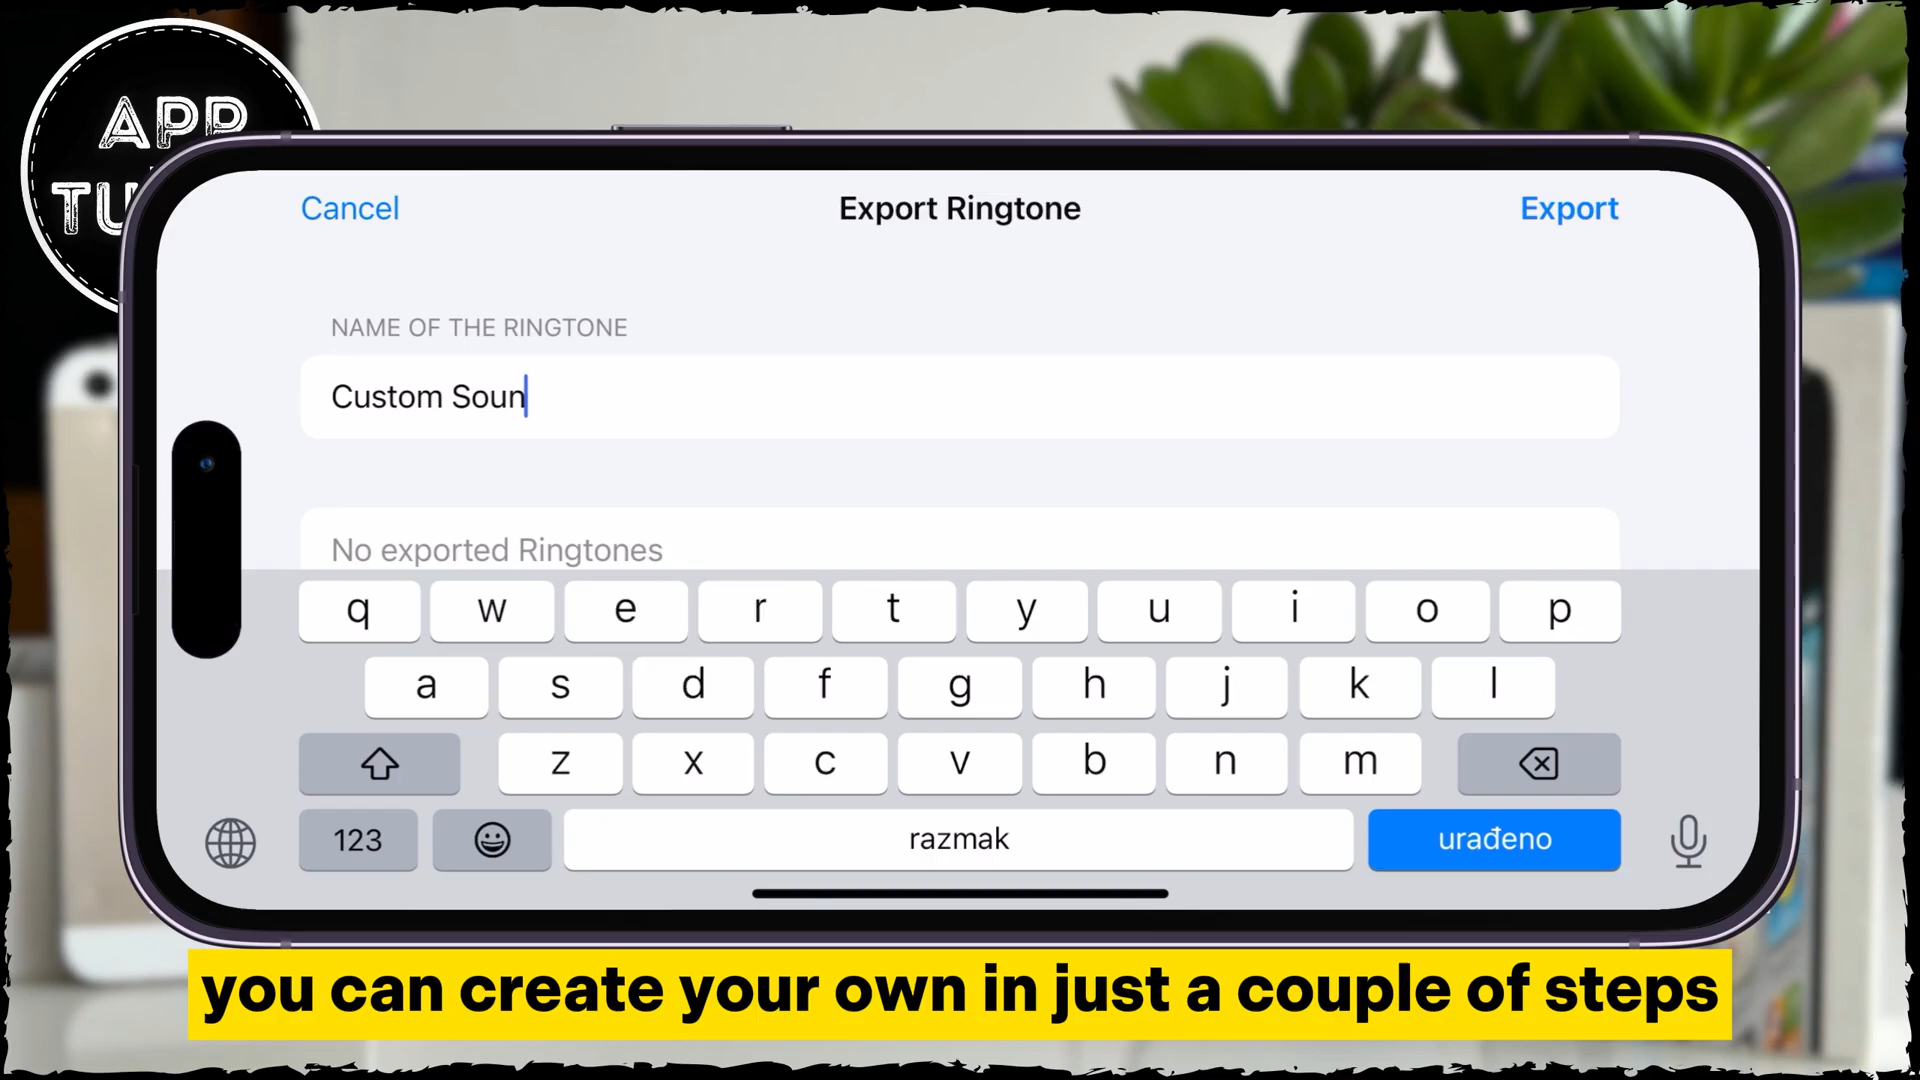 APP
TU
Cancel
Export Ringtone
Export
NAME OF THE RINGTONE
Custom Soun
No exported Ringtones
q w e r t y u i o p
a s d f g h j k l
z x c v b n m
123
razmak
urađeno
you can create your own in just a couple of steps